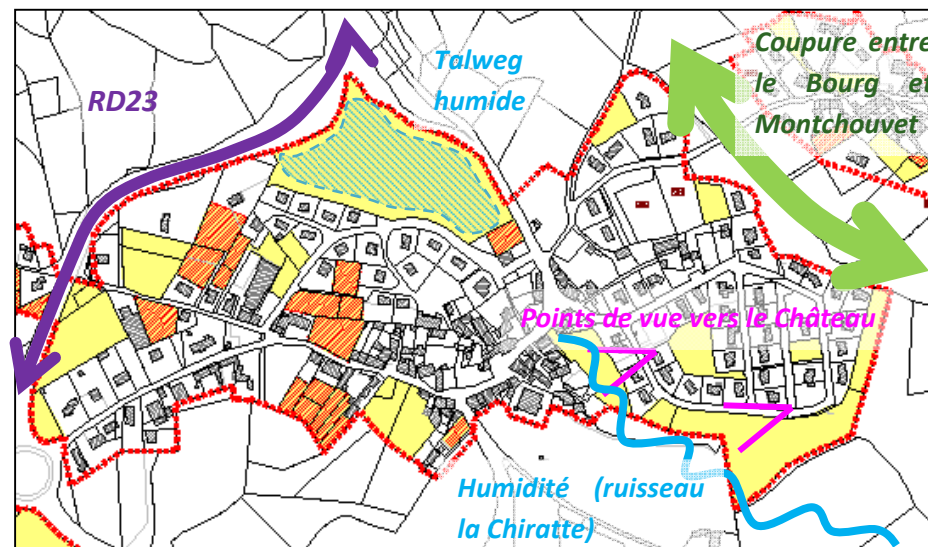 RD23
Talweg
humide
Coupure entre
le Bourg et
Montchouvet
Points de vue vers le Château
Humidité (ruisseau
la Chiratte)